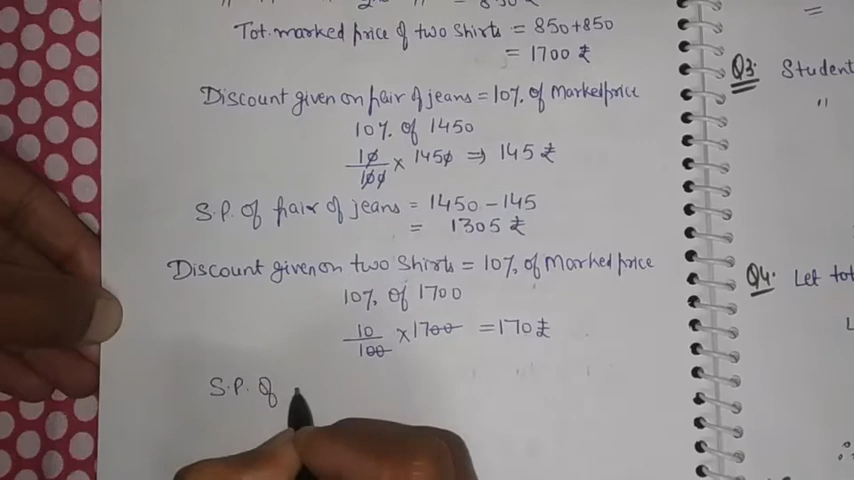 Tot. marked price of two shirts = 850+850
= 1700 ₹
Discount given on pair of jeans = 10% of Marked price
10% of 1450
10/100 × 1450 ⇒ 145 ₹
S.P. of pair of jeans = 1450 - 145
= 1305 ₹
Discount given on two Shirts = 10% of Marked price
10% of 1700
10/100 × 1700 = 170 ₹
S.P. Of
=
Q3. Student
"
Q4. Let tot
L
∴